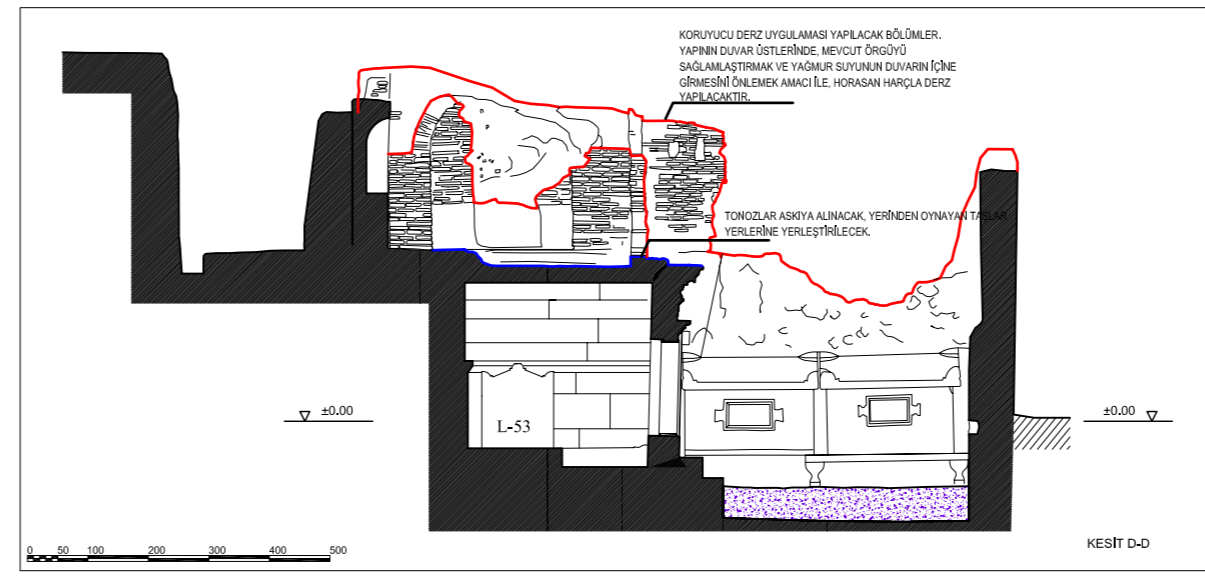 KORUYUCU DERZ UYGULAMASI YAPILACAK BÖLÜMLER.
YAPININ DUVAR ÜSTLERİNDE, MEVCUT ÖRGÜYÜ
SAĞLAMLAŞTIRMAK VE YAĞMUR SUYUNUN DUVARIN İÇİNE
GİRMESİNİ ÖNLEMEK AMACI İLE, HORASAN HARÇLA DERZ
YAPILACAKTIR.
TONOZLAR ASKIYA ALINACAK, YERİNDEN OYNAYAN TAŞLAR
YERLERİNE YERLEŞTİRİLECEK.
±0.00
±0.00
L-53
KESİT D-D
0 50 100 200 300 400 500